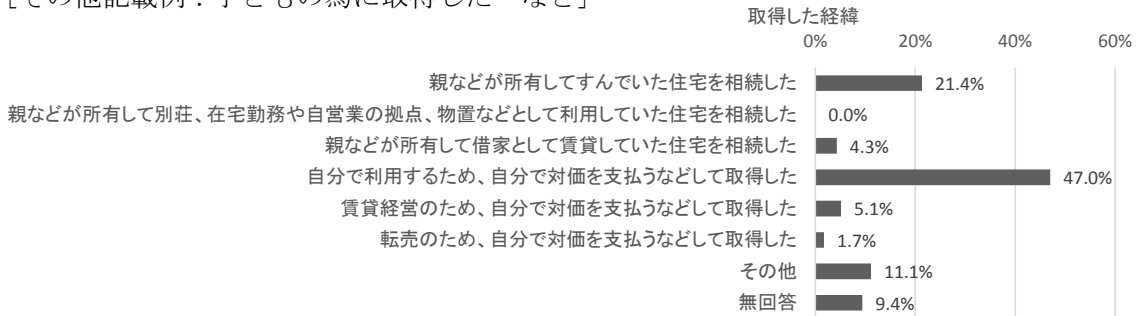 [その他記載例：子どもの為に取得した　など]
取得した経緯
0% 20% 40% 60%
親などが所有してすんでいた住宅を相続した 21.4%
親などが所有して別荘、在宅勤務や自営業の拠点、物置などとして利用していた住宅を相続した 0.0%
親などが所有して借家として賃貸していた住宅を相続した 4.3%
自分で利用するため、自分で対価を支払うなどして取得した 47.0%
賃貸経営のため、自分で対価を支払うなどして取得した 5.1%
転売のため、自分で対価を支払うなどして取得した 1.7%
その他 11.1%
無回答 9.4%